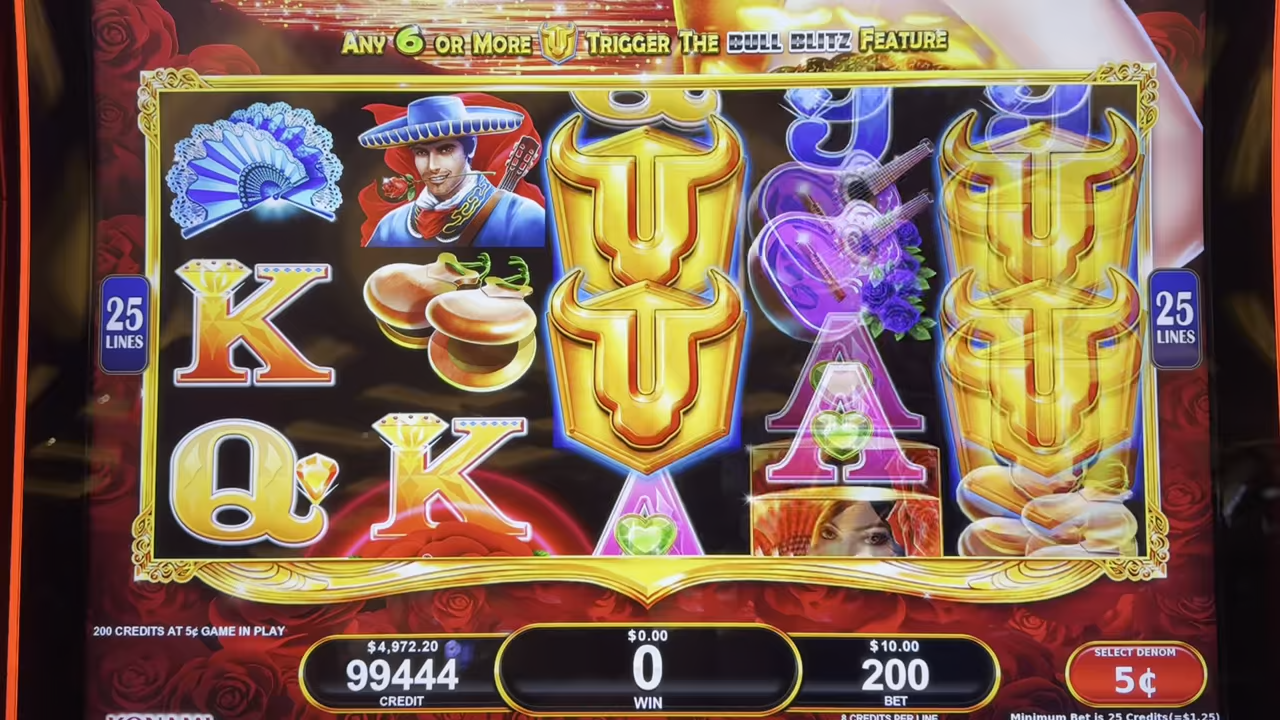 ANY 6 OR MORE TRIGGER THE BULL BLITZ FEATURE
25
LINES
25
LINES
K
Q
K
A
A
200 CREDITS AT 5¢ GAME IN PLAY
$4,972.20
99444
CREDIT
$0.00
0
WIN
$10.00
200
BET
8 CREDITS PER LINE
SELECT DENOM
5¢
KONAMI
Minimum Bet is 25 Credits(=$1.25)